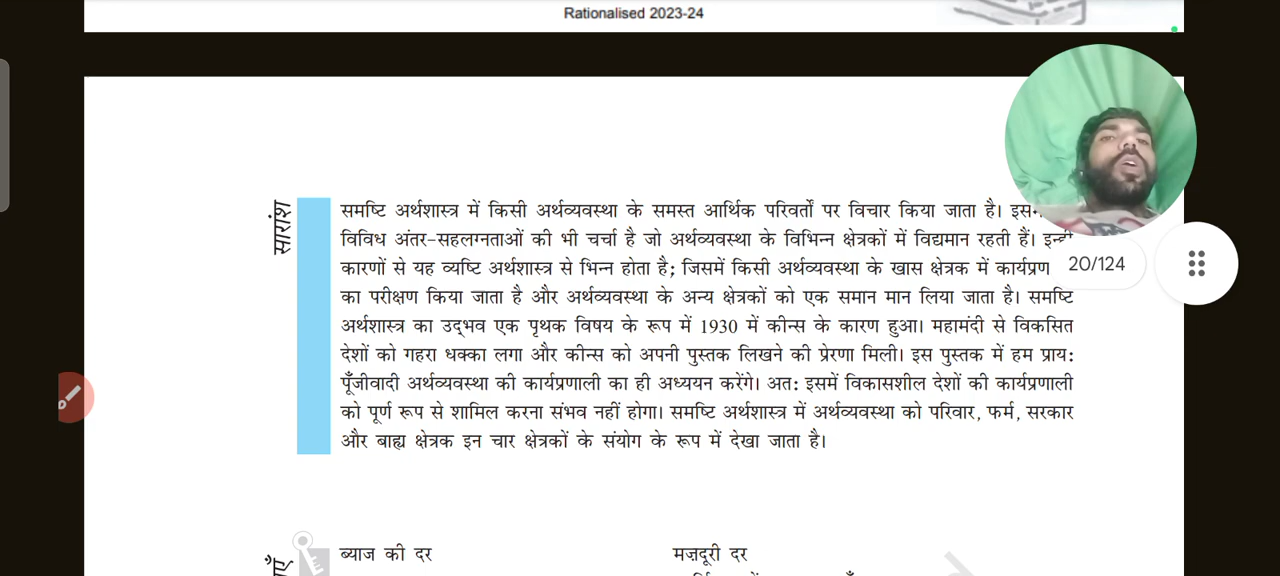 Rationalised 2023-24
सारांश
समष्टि अर्थशास्त्र में किसी अर्थव्यवस्था के समस्त आर्थिक परिवर्तों पर विचार किया जाता है।
विविध अंतर-सहलग्नताओं की भी चर्चा है जो अर्थव्यवस्था के विभिन्न क्षेत्रकों में विद्यमान रहती हैं। इन्हीं
कारणों से यह व्यष्टि अर्थशास्त्र से भिन्न होता है; जिसमें किसी अर्थव्यवस्था के खास क्षेत्रक में
का परीक्षण किया जाता है और अर्थव्यवस्था के अन्य क्षेत्रकों को एक समान मान लिया जाता है। समष्टि
अर्थशास्त्र का उद्भव एक पृथक विषय के रूप में 1930 में कीन्स के कारण हुआ। महामंदी से विकसित
देशों को गहरा धक्का लगा और कीन्स को अपनी पुस्तक लिखने की प्रेरणा मिली। इस पुस्तक में हम प्राय:
पूँजीवादी अर्थव्यवस्था की कार्यप्रणाली का ही अध्ययन करेंगे। अत: इसमें विकासशील देशों की कार्यप्रणाली
को पूर्ण रूप से शामिल करना संभव नहीं होगा। समष्टि अर्थशास्त्र में अर्थव्यवस्था को परिवार, फर्म, सरकार
और बाह्य क्षेत्रक इन चार क्षेत्रकों के संयोग के रूप में देखा जाता है।
20/124
ब्याज की दर
मज़दूरी दर